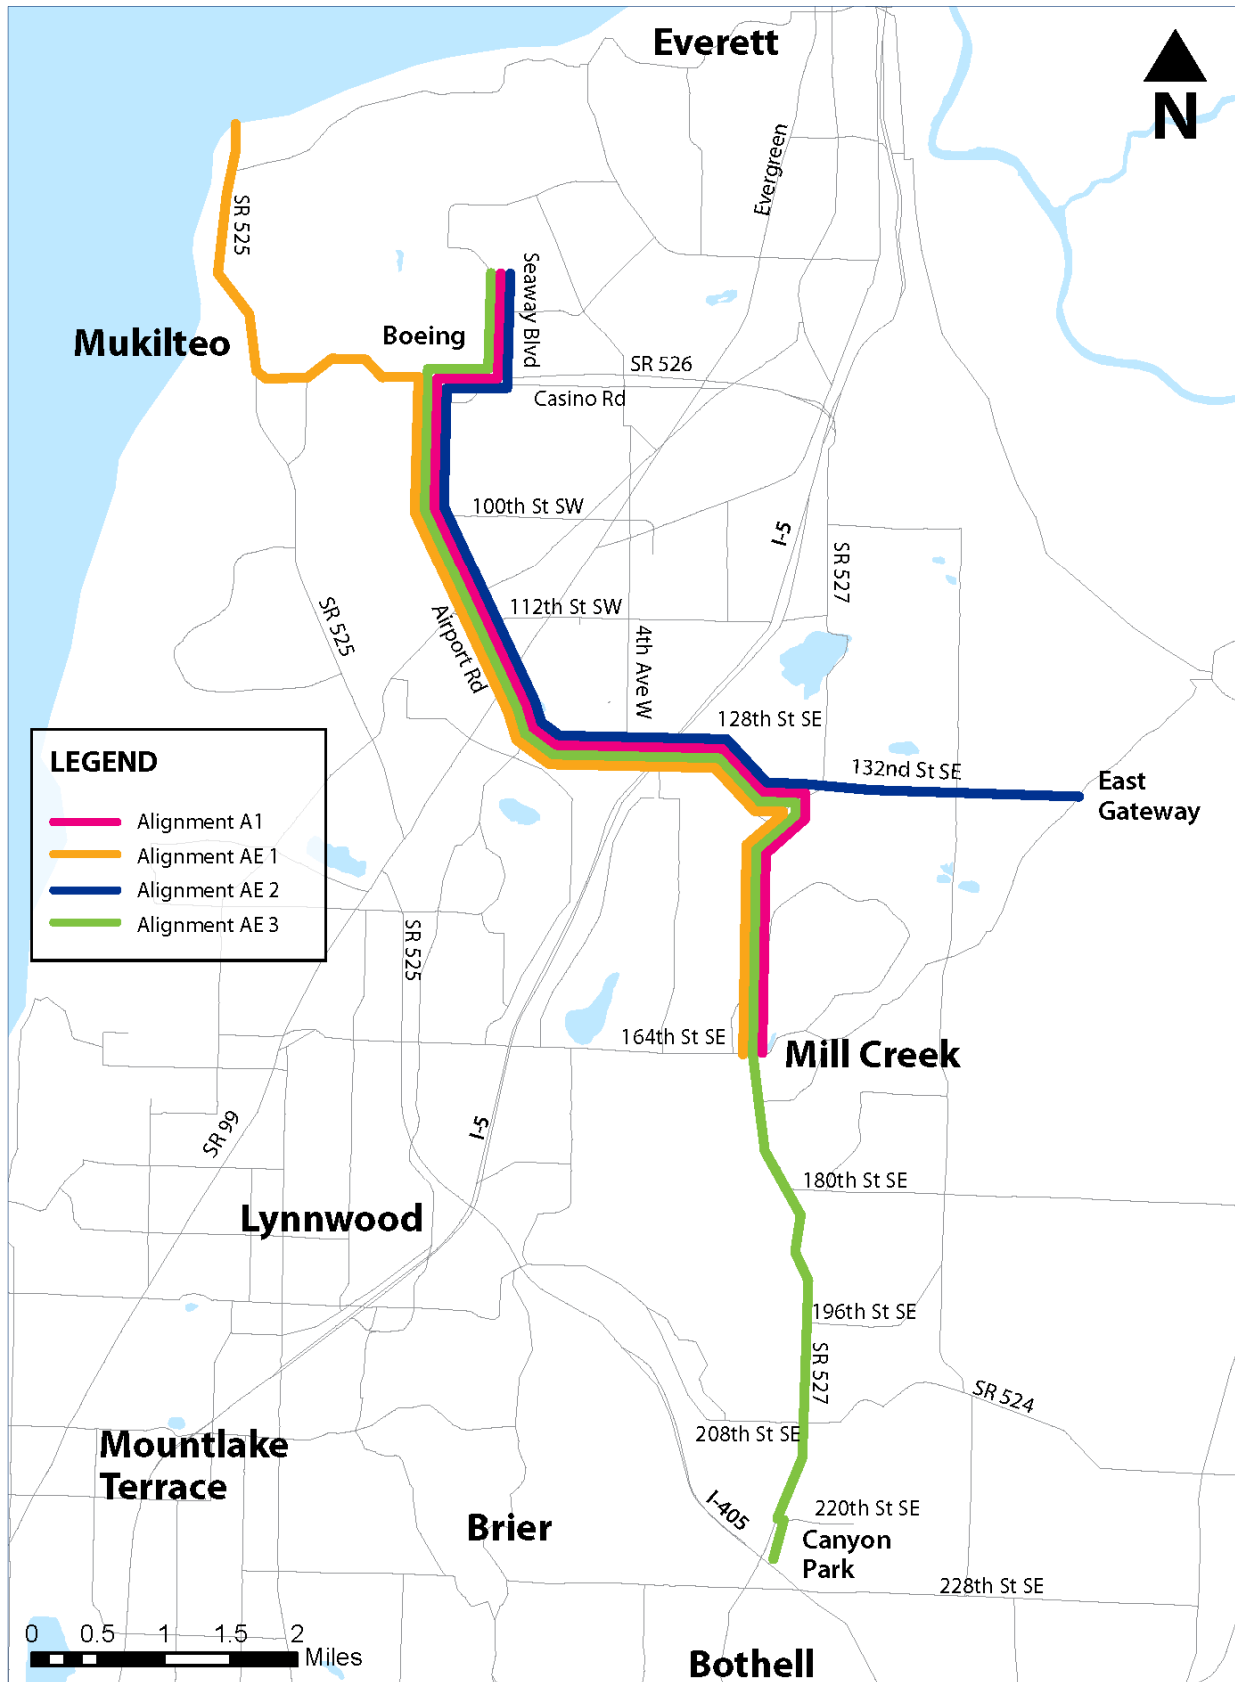 Everett
N
Evergreen
SR 525
Seaway Blvd
Mukilteo
Boeing
SR 526
Casino Rd
100th St SW
I-5
SR 527
SR 525
112th St SW
Airport Rd
4th Ave W
128th St SE
132nd St SE
East
Gateway
LEGEND
Alignment A1
Alignment AE 1
Alignment AE 2
Alignment AE 3
SR 525
164th St SE
Mill Creek
I-5
SR 99
180th St SE
Lynnwood
196th St SE
SR 527
SR 524
208th St SE
Mountlake
Terrace
I-405
220th St SE
Brier
Canyon
Park
228th St SE
0 0.5 1 1.5 2
Miles
Bothell